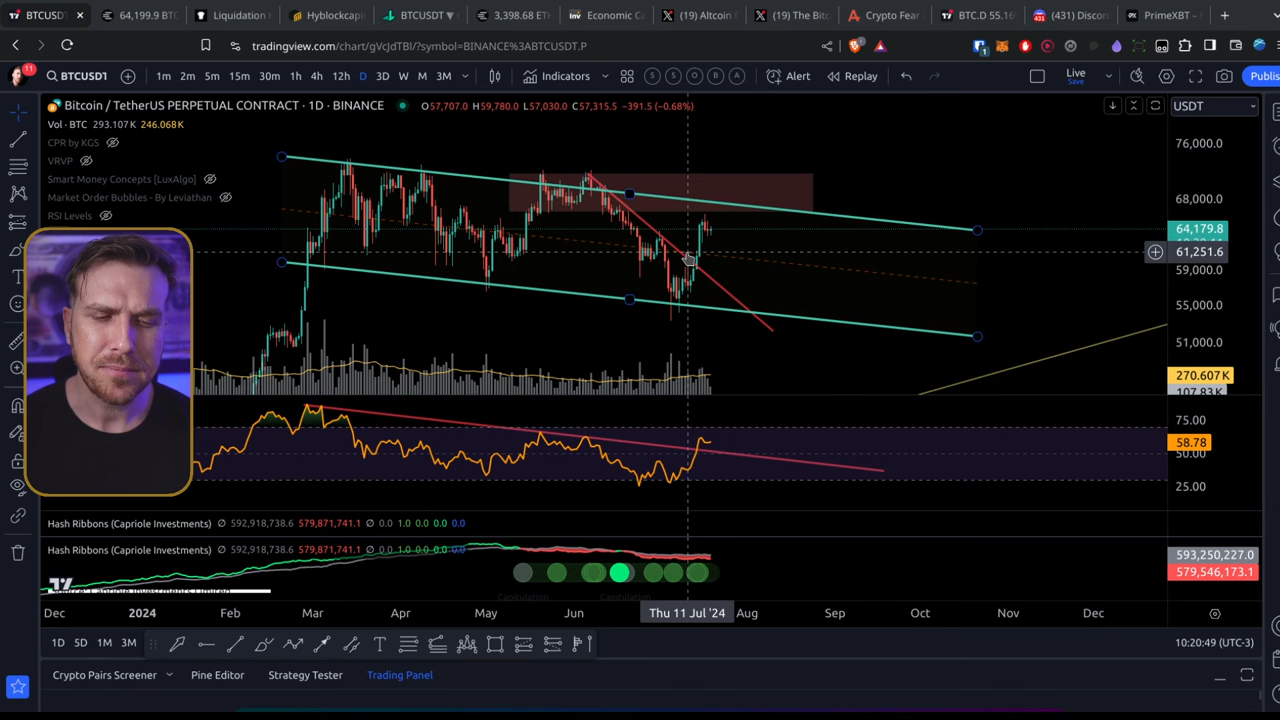 BTCUSDT
64,199.9 BT
Liquidation
Hyblockcap
BTCUSDT
3,398.68 ET
Economic C
(19) Altcoin
(19) The Bit
Crypto Fear
BTC.D 55.16
(431) Discor
PrimeXBT –
tradingview.com/chart/gVcJdTBl/?symbol=BINANCE%3ABTCUSDT.P
11
BTCUSD1
1m 2m 5m 15m 30m 1h 4h 12h D 3D W M 3M
Indicators
S S O B A
Alert
Replay
Live
Save
Publis
Bitcoin / TetherUS PERPETUAL CONTRACT · 1D · BINANCE
O57,707.0 H59,780.0 L57,030.0 C57,315.5 −391.5 (−0.68%)
USDT
Vol · BTC 293.107K 246.068K
CPR by KGS
VRVP
Smart Money Concepts [LuxAlgo]
Market Order Bubbles - By Leviathan
RSI Levels
76,000.0
68,000.0
64,179.8
61,251.6
59,000.0
55,000.0
51,000.0
270.607K
107.83K
75.00
58.78
50.00
25.00
Hash Ribbons (Capriole Investments) ∅ 592,918,738.6 579,871,741.1 ∅ 0.0 1.0 0.0 0.0 0.0
Hash Ribbons (Capriole Investments) ∅ 592,918,738.6 579,871,741.1 ∅ 0.0 1.0 0.0 0.0 0.0
593,250,227.0
579,546,173.1
Capitulation
Capitulation
Dec 2024 Feb Mar Apr May Jun Thu 11 Jul '24 Aug Sep Oct Nov Dec
1D 5D 1M 3M
10:20:49 (UTC-3)
Crypto Pairs Screener
Pine Editor
Strategy Tester
Trading Panel